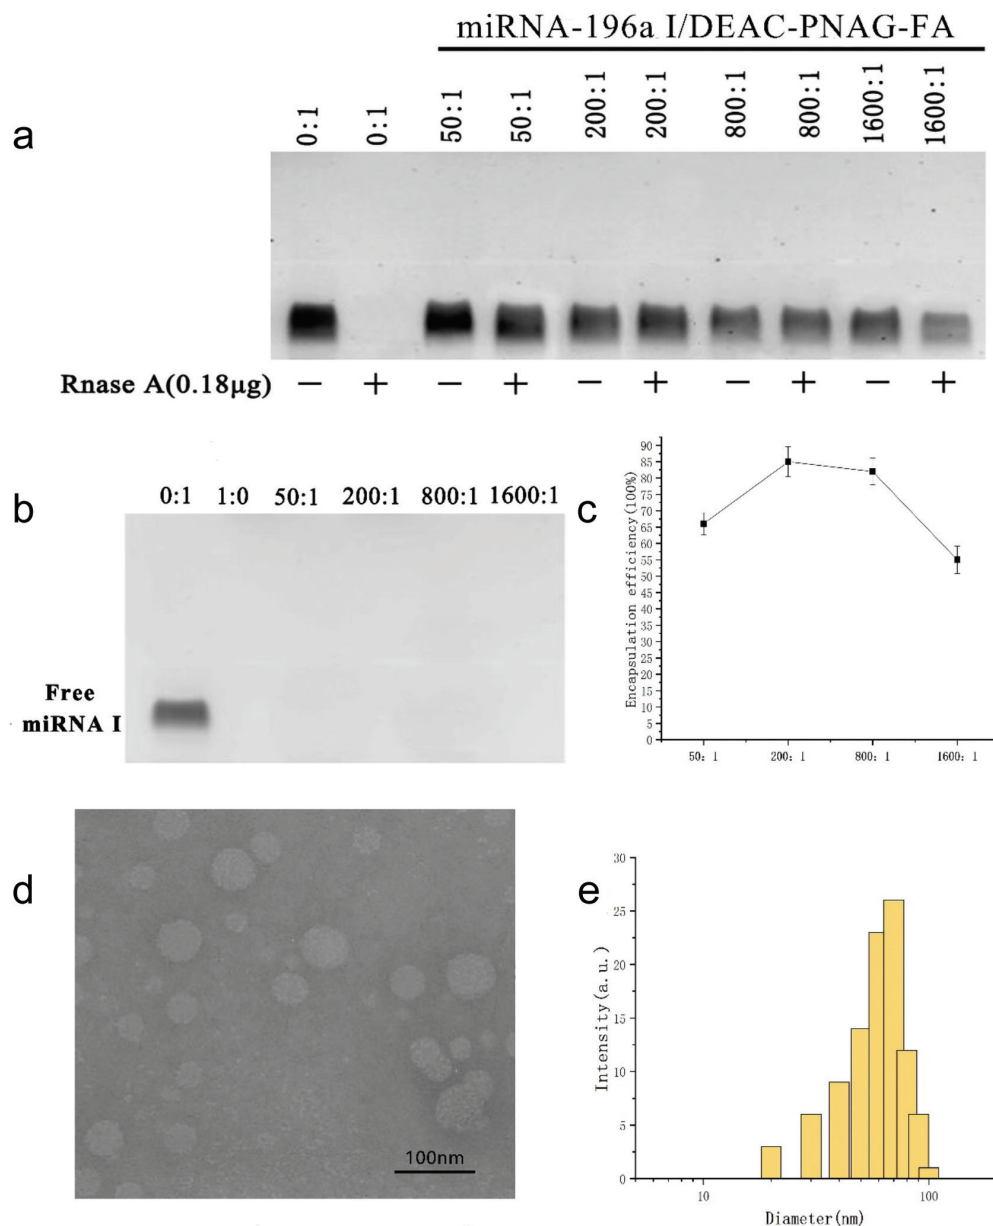 miRNA-196a I/DEAC-PNAG-FA
a
0:1 0:1 50:1 50:1 200:1 200:1 800:1 800:1 1600:1 1600:1
Rnase A(0.18μg) — + — + — + — + — +
b
0:1 1:0 50:1 200:1 800:1 1600:1
Free
miRNA I
c
Encapsulation efficiency(100%)
90
85
80
75
70
65
60
55
50
45
40
35
30
25
20
15
10
5
0
50: 1 200: 1 800: 1 1600: 1
d
100nm
e
Intensity(a.u.)
30
25
20
15
10
5
0
10 100
Diameter(nm)